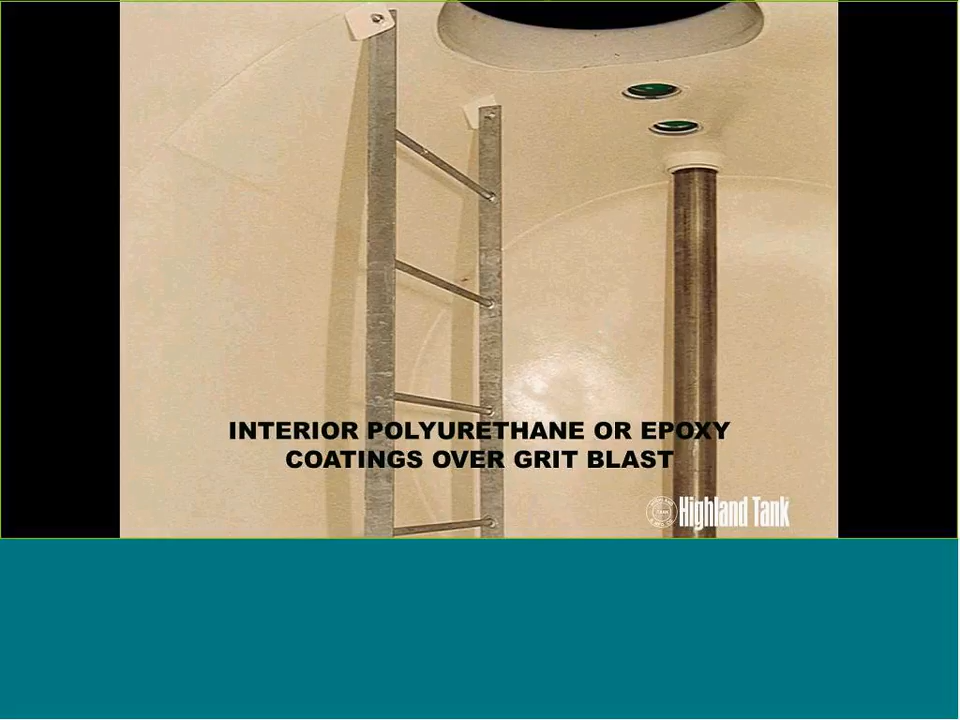 INTERIOR POLYURETHANE OR EPOXY
COATINGS OVER GRIT BLAST
Highland Tank